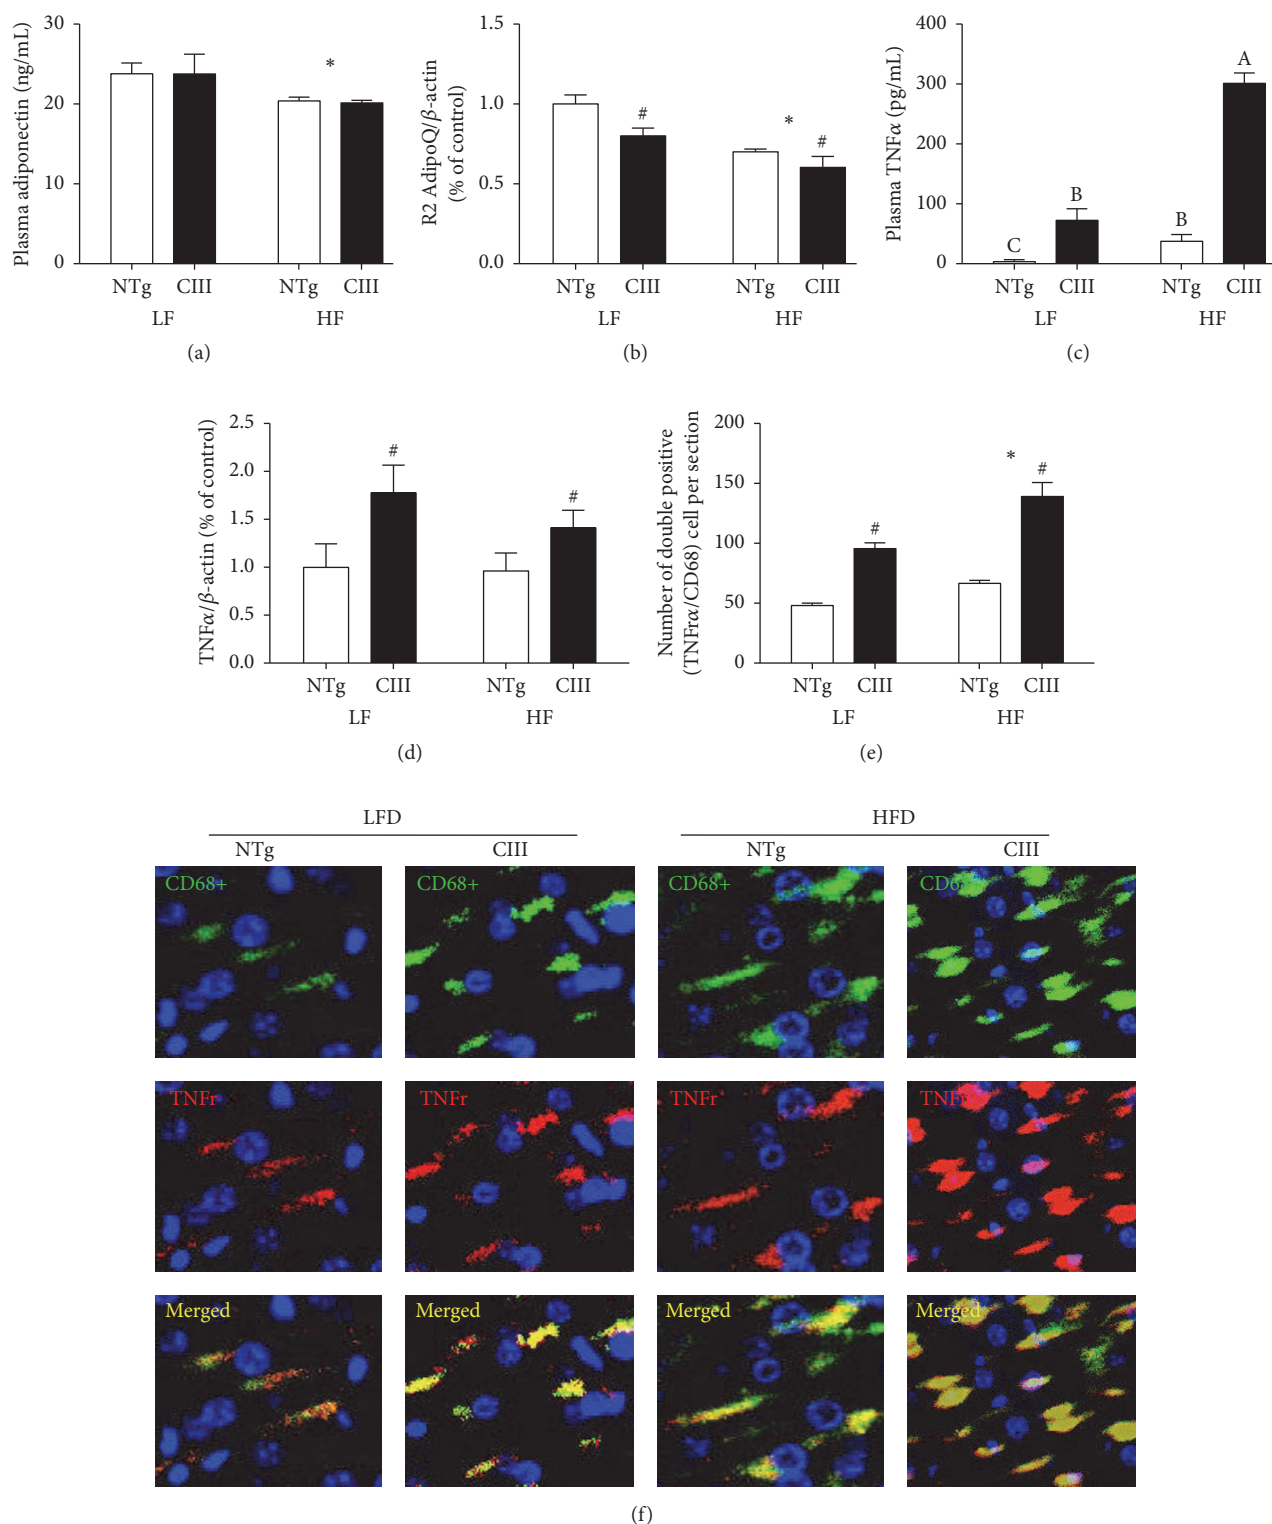 Plasma adiponectin (ng/mL)
30
20
10
0
*
NTg CIII NTg CIII
LF HF
(a)
R2 AdipoQ/β-actin
(% of control)
1.5
1.0
0.5
0.0
#
*
#
NTg CIII NTg CIII
LF HF
(b)
Plasma TNFα (pg/mL)
400
300
200
100
0
C
B
B
A
NTg CIII NTg CIII
LF HF
(c)
TNFα/β-actin (% of control)
2.5
2.0
1.5
1.0
0.5
0.0
#
#
NTg CIII NTg CIII
LF HF
(d)
Number of double positive
(TNFrα/CD68) cell per section
200
150
100
50
0
#
*
#
NTg CIII NTg CIII
LF HF
(e)
LFD HFD
NTg CIII NTg CIII
CD68+ CD68+ CD68+
TNFr TNFr TNFr
Merged Merged Merged Merged
(f)